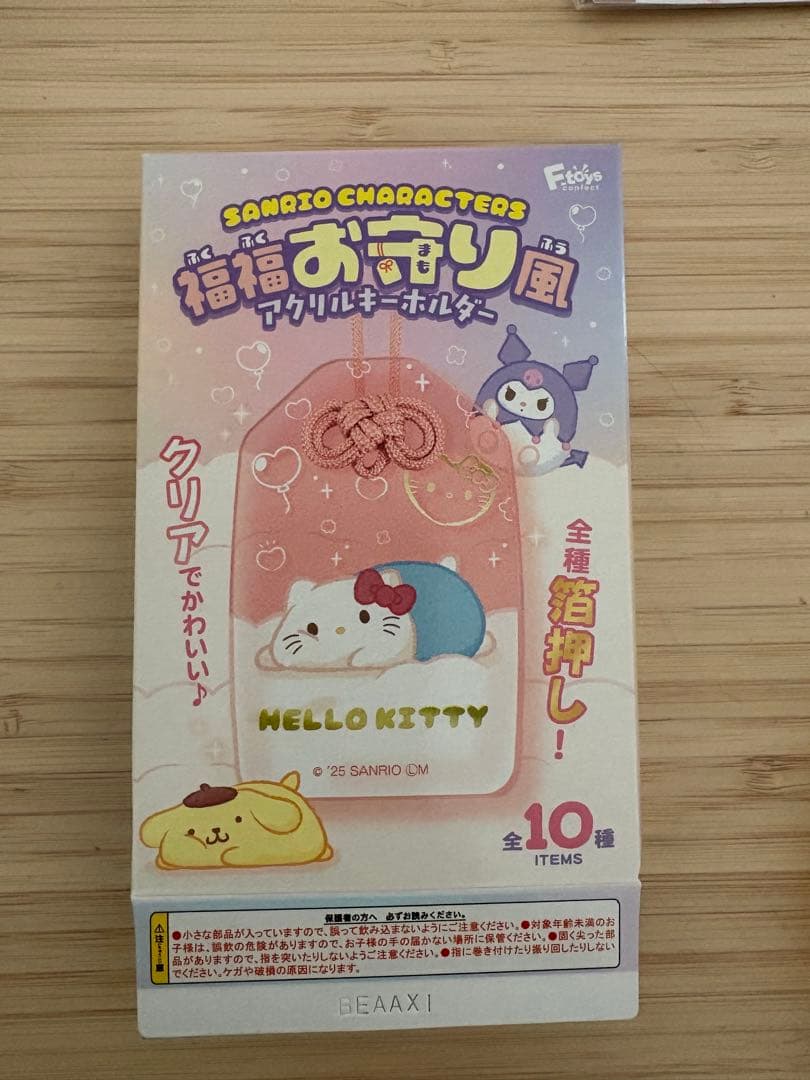 F-toys
confect
SANRIO CHARACTERS
ふくふく まも ふう
福福お守り風
アクリルキーホルダー
クリアでかわいい♪
全種箔押し!
HELLO KITTY
© '25 SANRIO ⓁM
全10種
ITEMS
保護者の方へ 必ずお読みください。
●小さな部品が入っていますので、誤って飲み込まないようにご注意ください。●対象年齢未満のお
子様は、誤飲の危険がありますので、お子様の手の届かない場所に保管ください。●固く尖った部
品がありますので、指を突いたりしないようご注意ください。●指に巻き付けたり振り回したりしない
でください。ケガや破損の原因になります。
BEAAX1